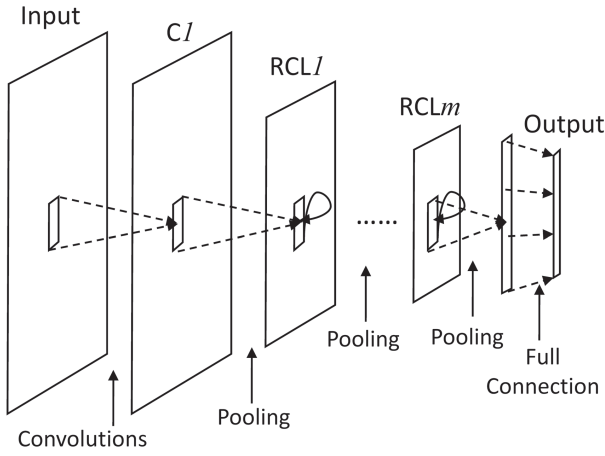 Input
C1
RCL1
RCLm
Output
......
Pooling
Pooling
Full
Connection
Pooling
Convolutions